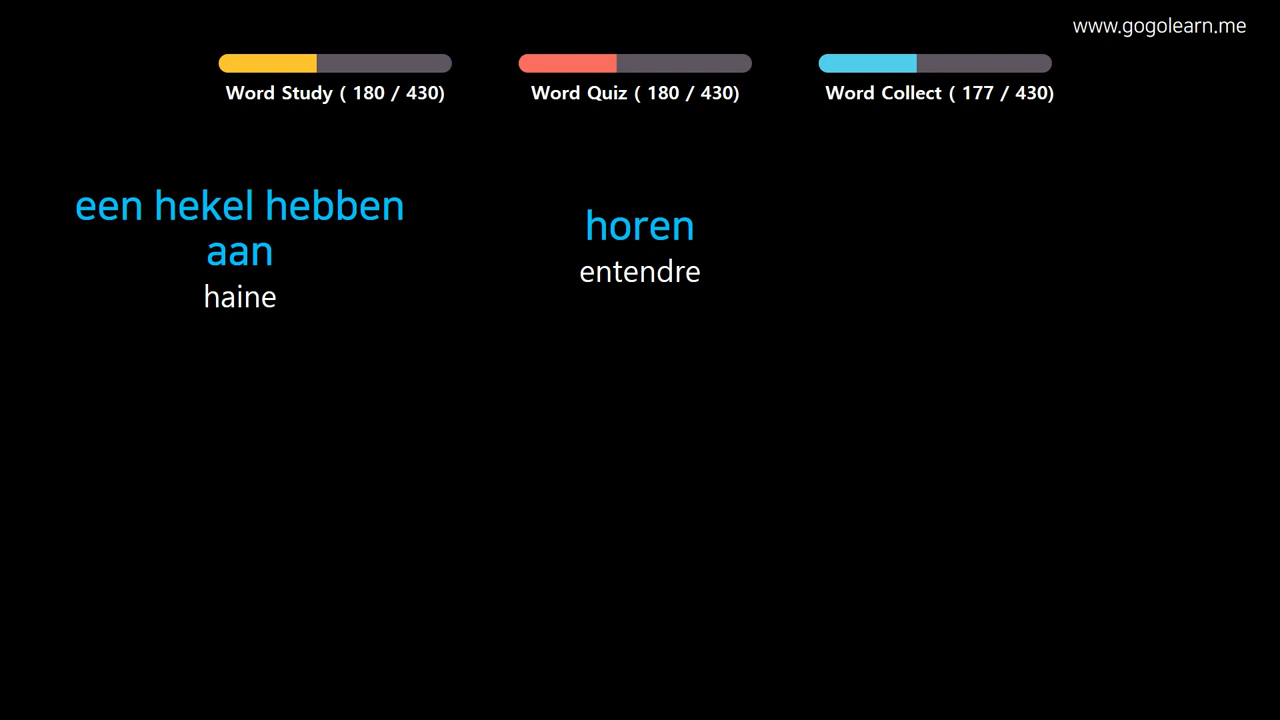 www.gogolearn.me
Word Study ( 180 / 430)
Word Quiz ( 180 / 430)
Word Collect ( 177 / 430)
een hekel hebben
aan
haine
horen
entendre